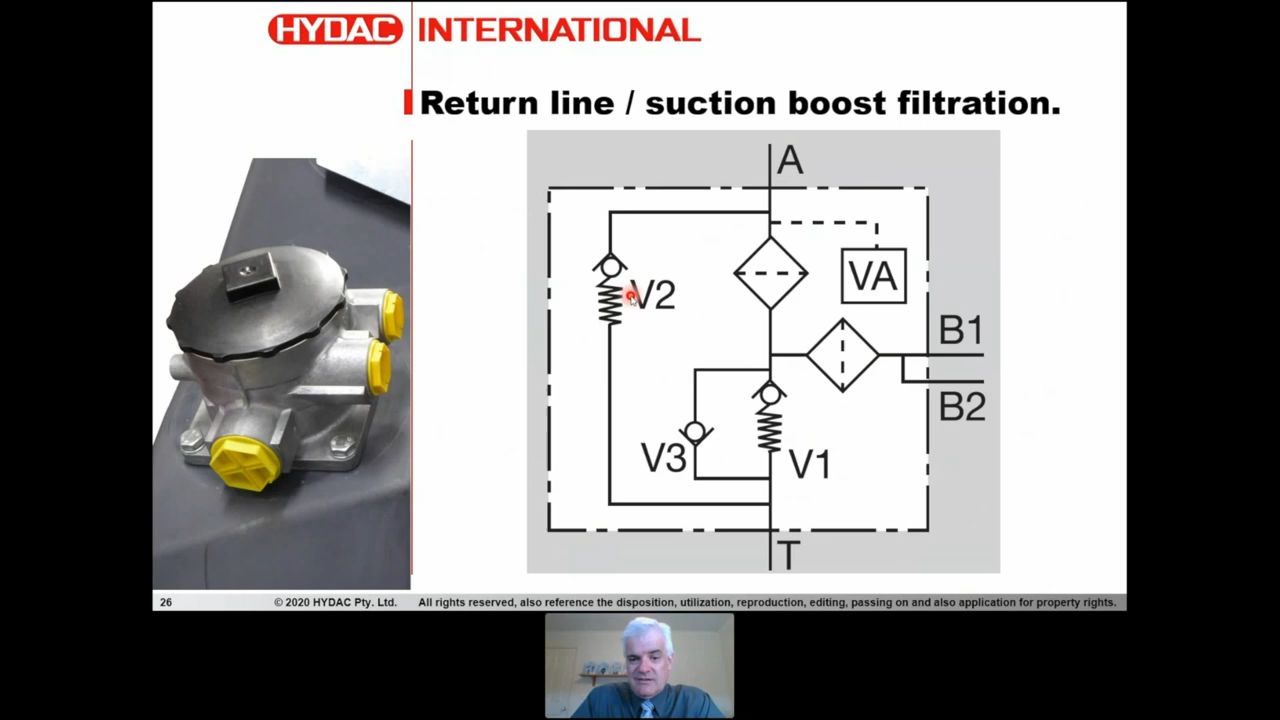 HYDAC INTERNATIONAL
Return line / suction boost filtration.
A
V2
VA
B1
B2
V3
V1
T
26 © 2020 HYDAC Pty. Ltd. All rights reserved, also reference the disposition, utilization, reproduction, editing, passing on and also application for property rights.